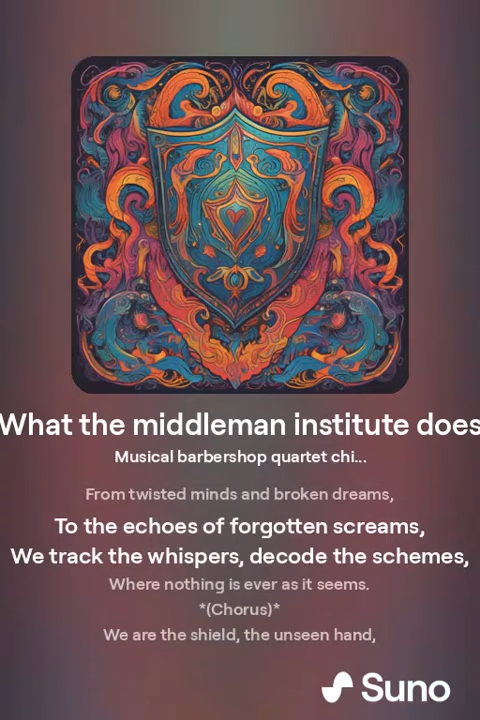 What the middleman institute does
Musical barbershop quartet chi...
From twisted minds and broken dreams,
To the echoes of forgotten screams,
We track the whispers, decode the schemes,
Where nothing is ever as it seems.
*(Chorus)*
We are the shield, the unseen hand,
Suno